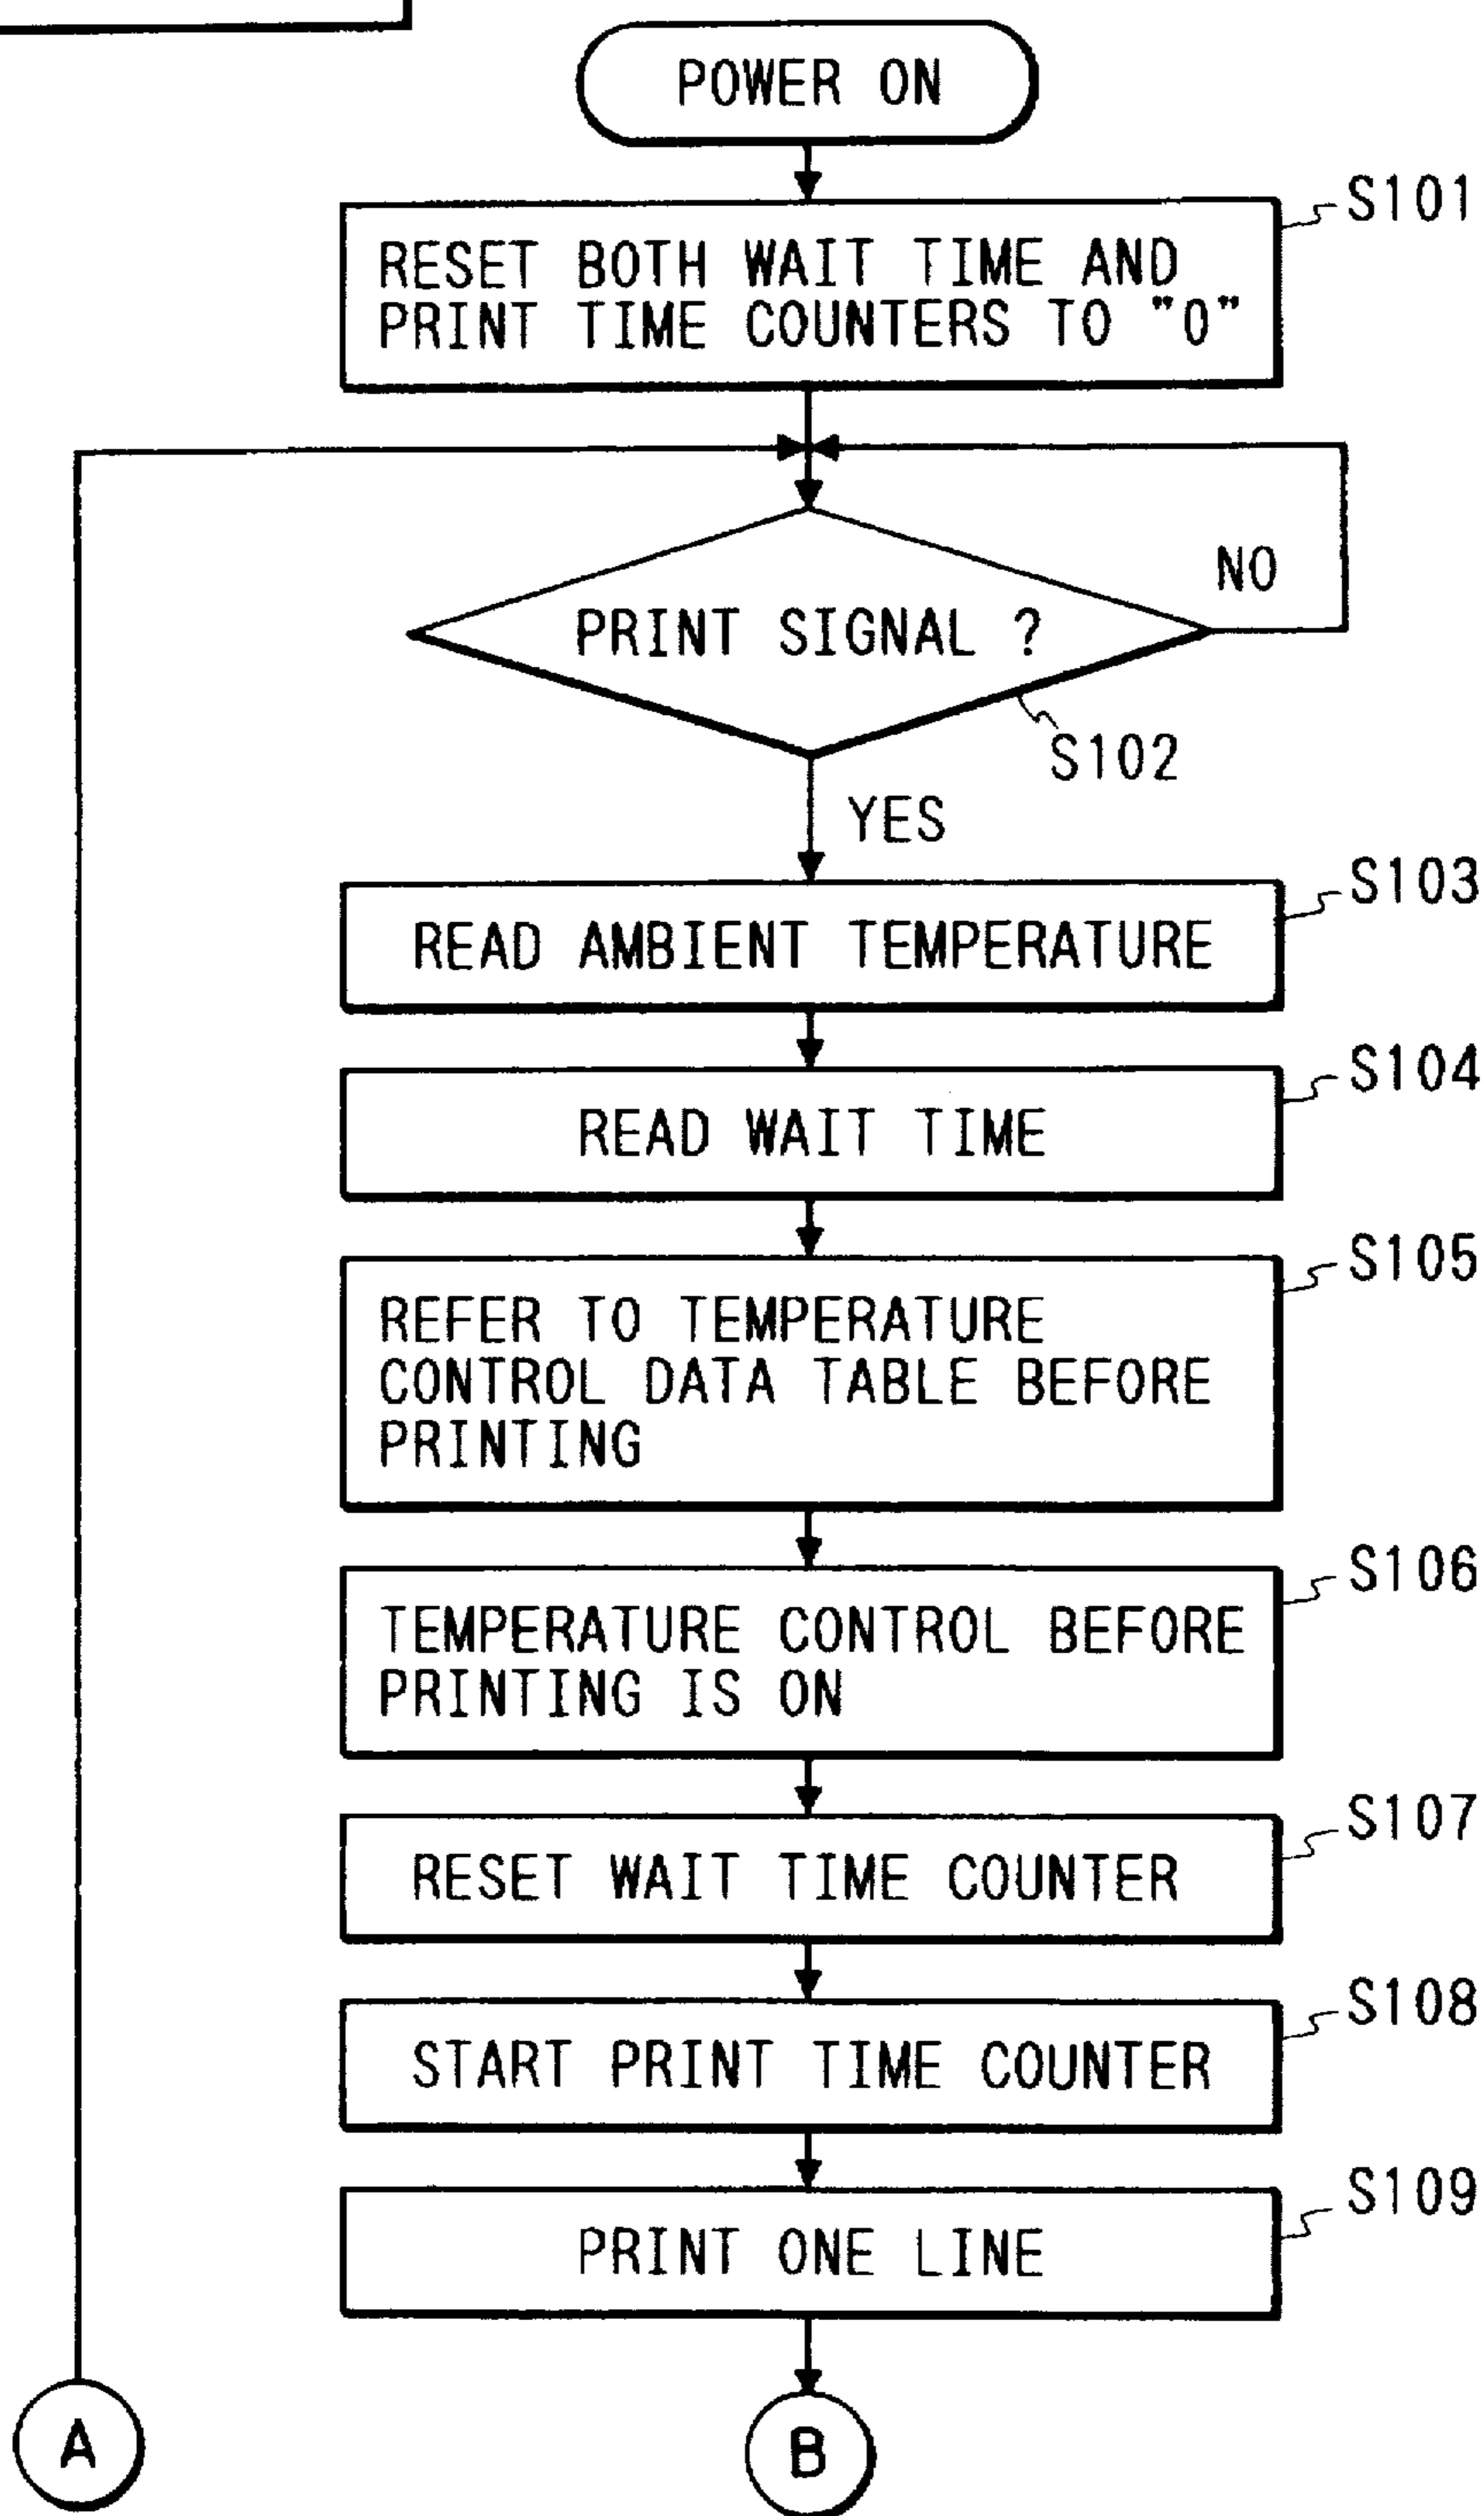 POWER ON
S101
RESET BOTH WAIT TIME AND
PRINT TIME COUNTERS TO "0"
NO
PRINT SIGNAL ?
S102
YES
S103
READ AMBIENT TEMPERATURE
S104
READ WAIT TIME
S105
REFER TO TEMPERATURE
CONTROL DATA TABLE BEFORE
PRINTING
S106
TEMPERATURE CONTROL BEFORE
PRINTING IS ON
S107
RESET WAIT TIME COUNTER
S108
START PRINT TIME COUNTER
S109
PRINT ONE LINE
A
B